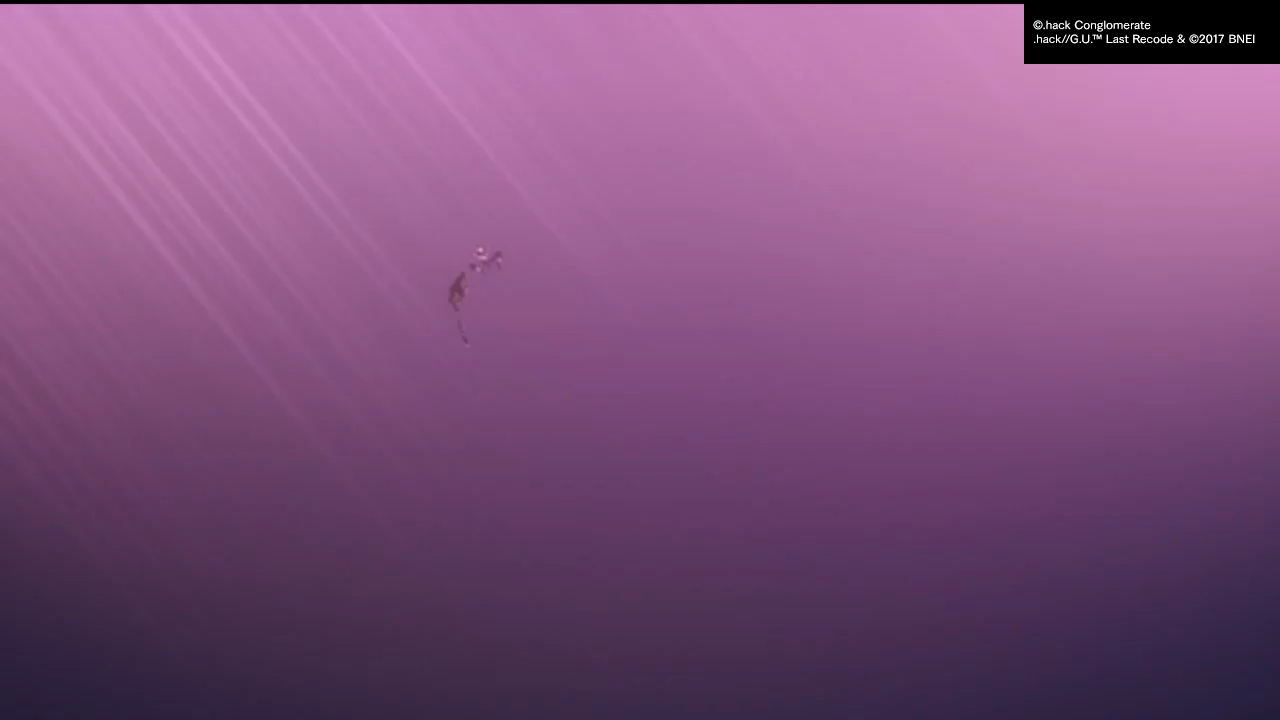 ©.hack Conglomerate
.hack//G.U.™ Last Recode & ©2017 BNEI